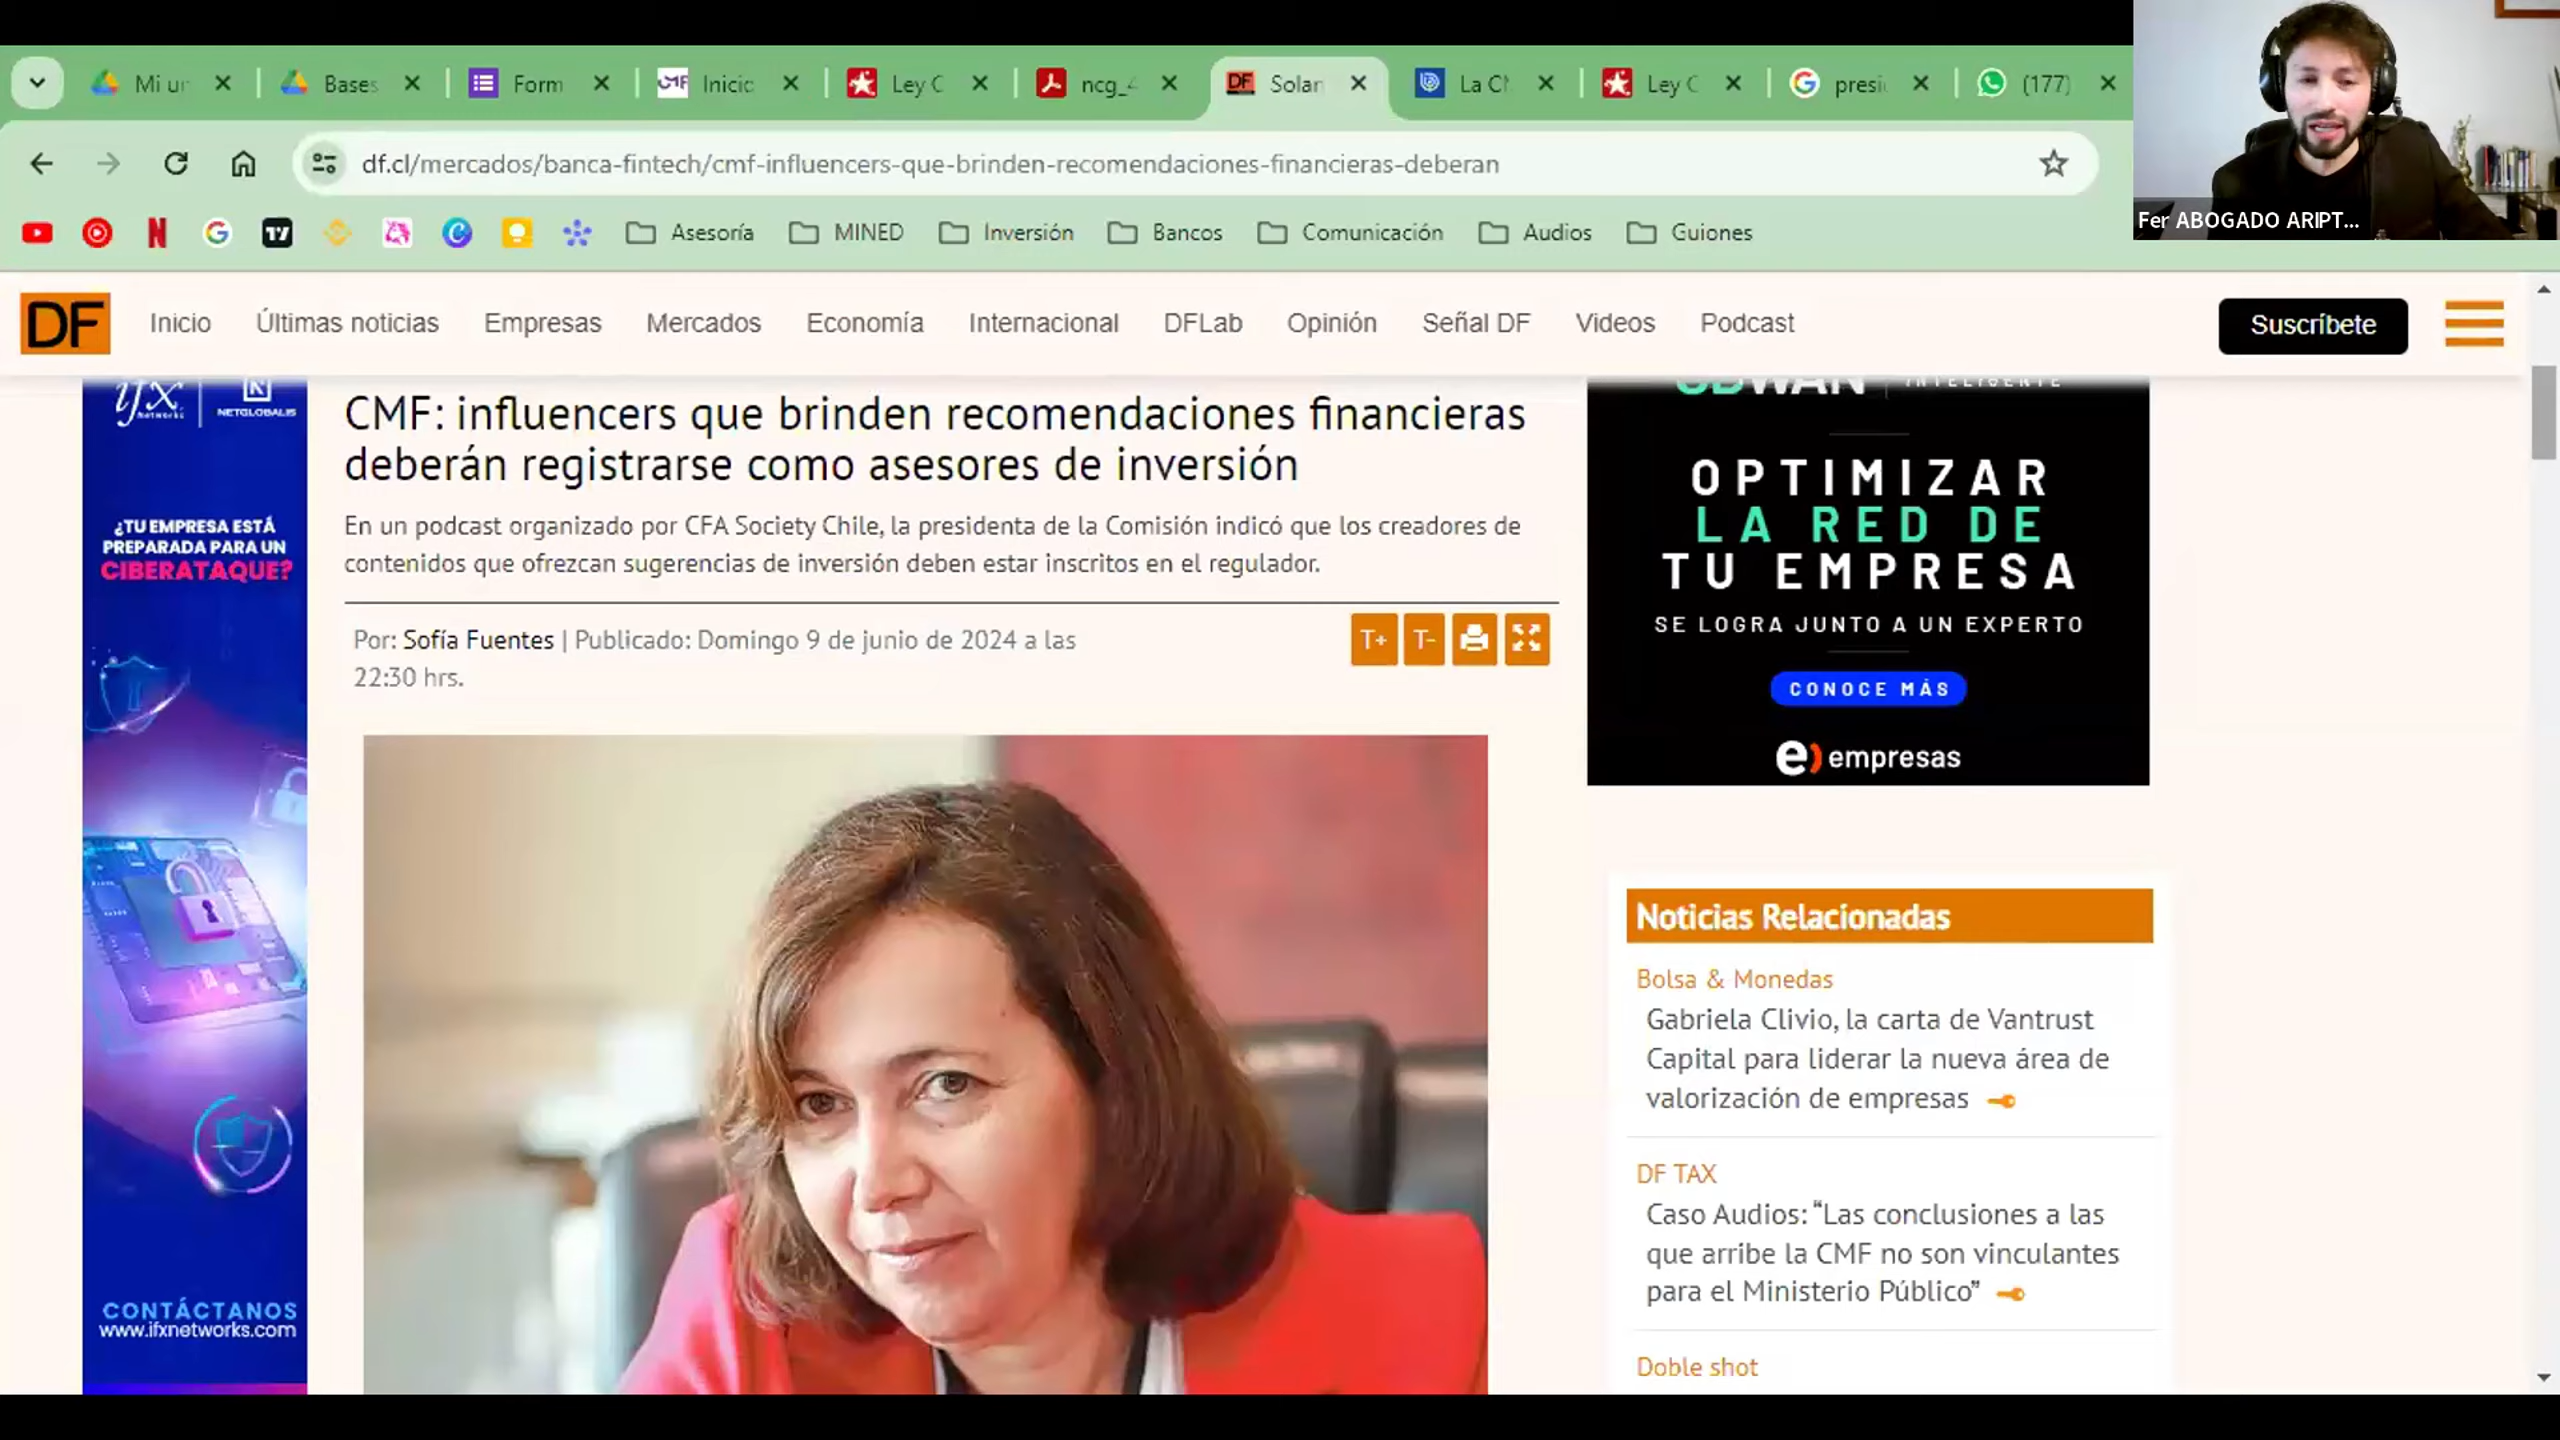 Mi un
Bases
Form
CMF Inicio
Ley C
ncg_4
DF Solan
La C
Ley C
presi
(177)
df.cl/mercados/banca-fintech/cmf-influencers-que-brinden-recomendaciones-financieras-deberan
Asesoría
MINED
Inversión
Bancos
Comunicación
Audios
Guiones
Fer ABOGADO ARIPT...
DF
Inicio
Últimas noticias
Empresas
Mercados
Economía
Internacional
DFLab
Opinión
Señal DF
Videos
Podcast
Suscríbete
ifx
networks
NETGLOBALIS
¿TU EMPRESA ESTÁ
PREPARADA PARA UN
CIBERATAQUE?
CONTÁCTANOS
www.ifxnetworks.com
CMF: influencers que brinden recomendaciones financieras
deberán registrarse como asesores de inversión
En un podcast organizado por CFA Society Chile, la presidenta de la Comisión indicó que los creadores de
contenidos que ofrezcan sugerencias de inversión deben estar inscritos en el regulador.
Por: Sofía Fuentes | Publicado: Domingo 9 de junio de 2024 a las
22:30 hrs.
T+
T-
INTELIGENTE
OPTIMIZAR
LA RED DE
TU EMPRESA
SE LOGRA JUNTO A UN EXPERTO
CONOCE MÁS
e) empresas
Noticias Relacionadas
Bolsa & Monedas
Gabriela Clivio, la carta de Vantrust
Capital para liderar la nueva área de
valorización de empresas
DF TAX
Caso Audios: “Las conclusiones a las
que arribe la CMF no son vinculantes
para el Ministerio Público”
Doble shot